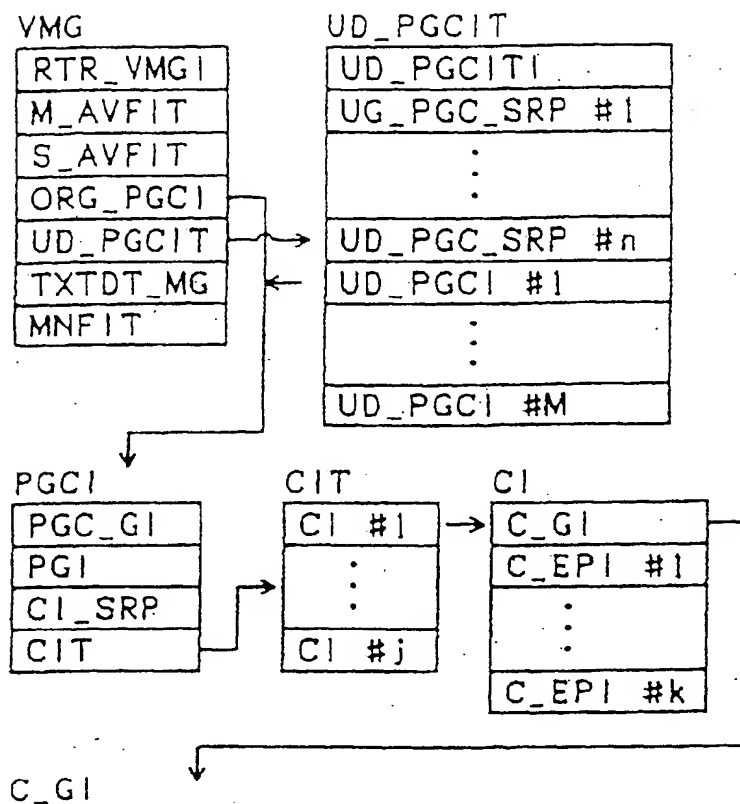 VMG
RTR_VMGI
M_AVFIT
S_AVFIT
ORG_PGCI
UD_PGCIT
TXTDT_MG
MNFIT
UD_PGCIT
UD_PGCITI
UG_PGC_SRP #1
UD_PGC_SRP #n
UD_PGCI #1
UD_PGCI #M
PGCI
PGC_GI
PGI
CI_SRP
CIT
CIT
CI #1
CI #j
CI
C_GI
C_EPI #1
C_EPI #k
C_GI